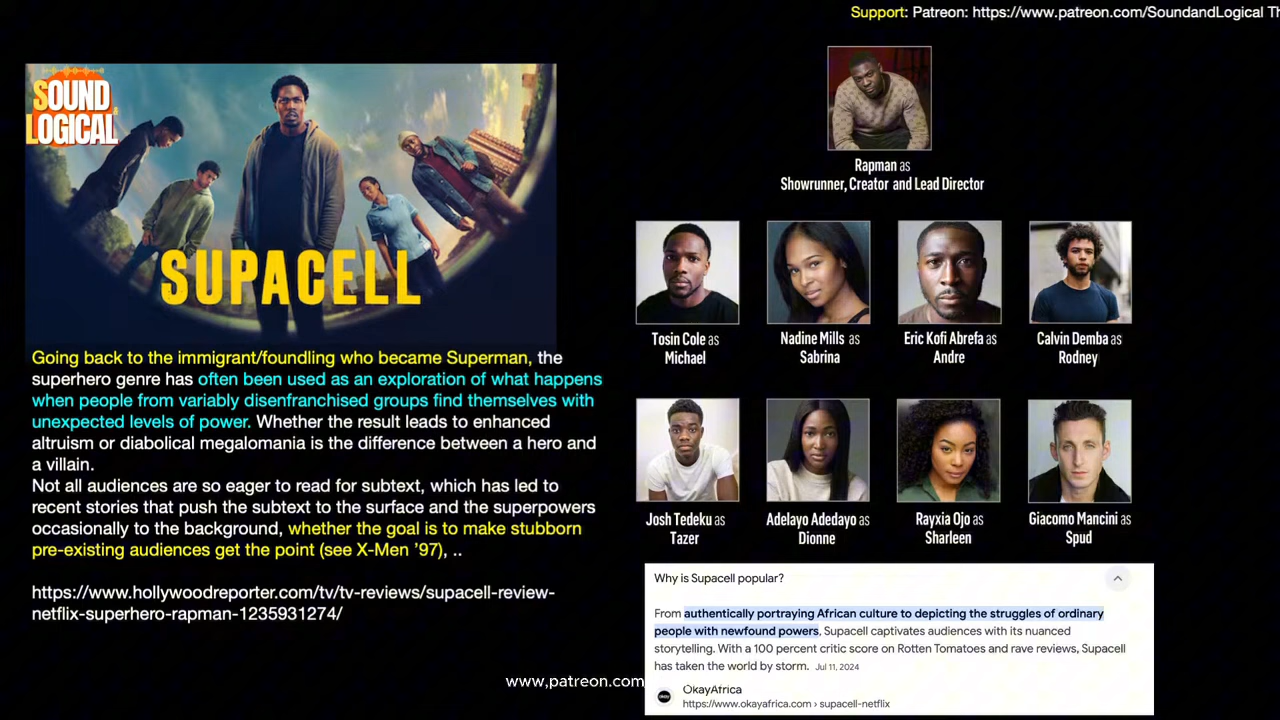 Support: Patreon: https://www.patreon.com/SoundandLogical
SOUND
LOGICAL
SUPACELL
Going back to the immigrant/foundling who became Superman, the
superhero genre has often been used as an exploration of what happens
when people from variably disenfranchised groups find themselves with
unexpected levels of power. Whether the result leads to enhanced
altruism or diabolical megalomania is the difference between a hero and
a villain.
Not all audiences are so eager to read for subtext, which has led to
recent stories that push the subtext to the surface and the superpowers
occasionally to the background, whether the goal is to make stubborn
pre-existing audiences get the point (see X-Men ’97), ..
https://www.hollywoodreporter.com/tv/tv-reviews/supacell-review-
netflix-superhero-rapman-1235931274/
Rapman as
Showrunner, Creator and Lead Director
Tosin Cole as
Michael
Nadine Mills as
Sabrina
Eric Kofi Abrefa as
Andre
Calvin Demba as
Rodney
Josh Tedeku as
Tazer
Adelayo Adedayo as
Dionne
Rayxia Ojo as
Sharleen
Giacomo Mancini as
Spud
Why is Supacell popular?
From authentically portraying African culture to depicting the struggles of ordinary
people with newfound powers, Supacell captivates audiences with its nuanced
storytelling. With a 100 percent critic score on Rotten Tomatoes and rave reviews, Supacell
has taken the world by storm. Jul 11, 2024
okay
OkayAfrica
https://www.okayafrica.com › supacell-netflix
www.patreon.com